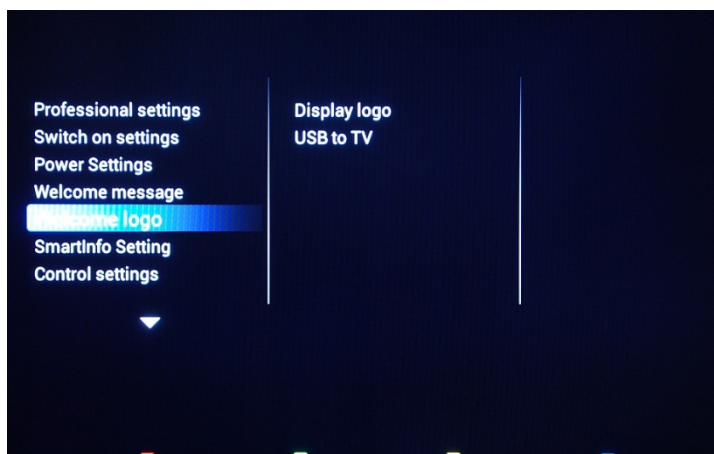 Professional settings
Switch on settings
Power Settings
Welcome message
Welcome logo
SmartInfo Setting
Control settings
Display logo
USB to TV